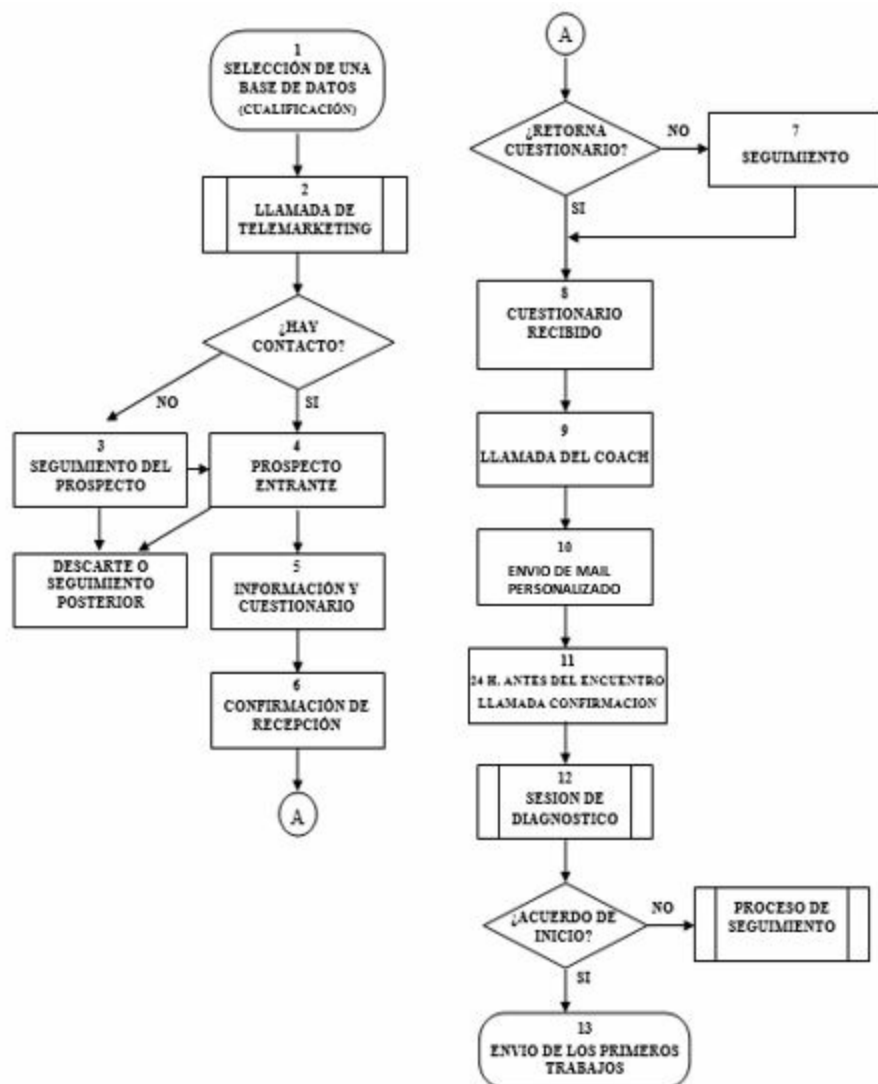 1
SELECCIÓN DE UNA
BASE DE DATOS
(CUALIFICACIÓN)
2
LLAMADA DE
TELEMARKETING
¿HAY
CONTACTO?
NO
SI
3
SEGUIMIENTO DEL
PROSPECTO
4
PROSPECTO
ENTRANTE
DESCARTE O
SEGUIMIENTO
POSTERIOR
5
INFORMACIÓN Y
CUESTIONARIO
6
CONFIRMACIÓN DE
RECEPCIÓN
A
A
¿RETORNA
CUESTIONARIO?
NO
7
SEGUIMIENTO
SI
8
CUESTIONARIO
RECIBIDO
9
LLAMADA DEL COACH
10
ENVIO DE MAIL
PERSONALIZADO
11
24 H. ANTES DEL ENCUENTRO
LLAMADA CONFIRMACION
12
SESION DE
DIAGNOSTICO
¿ACUERDO DE
INICIO?
NO
PROCESO DE
SEGUIMIENTO
SI
13
ENVIO DE LOS PRIMEROS
TRABAJOS